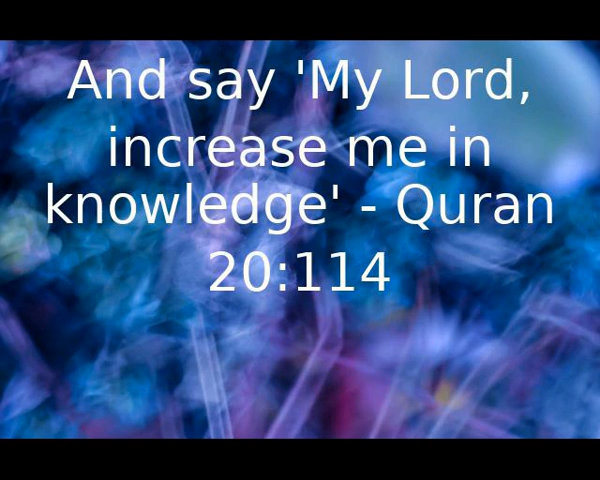 And say 'My Lord,
increase me in
knowledge' - Quran
20:114